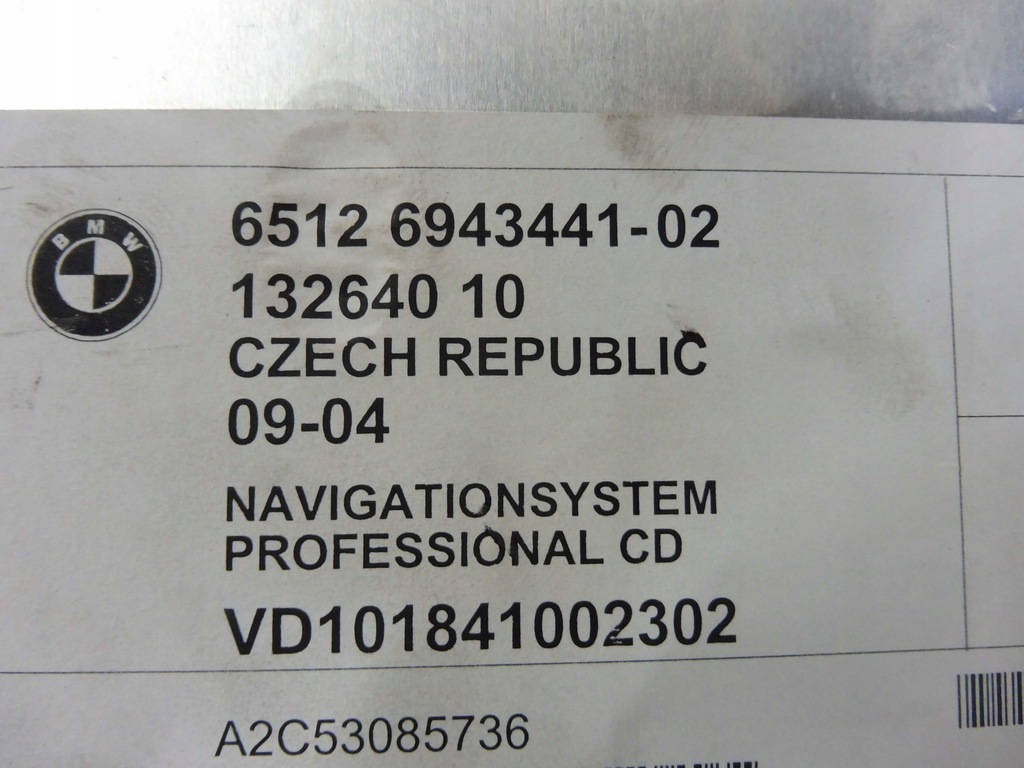 BMW
6512 6943441-02
132640 10
CZECH REPUBLIC
09-04
NAVIGATIONSYSTEM
PROFESSIONAL CD
VD101841002302
A2C53085736